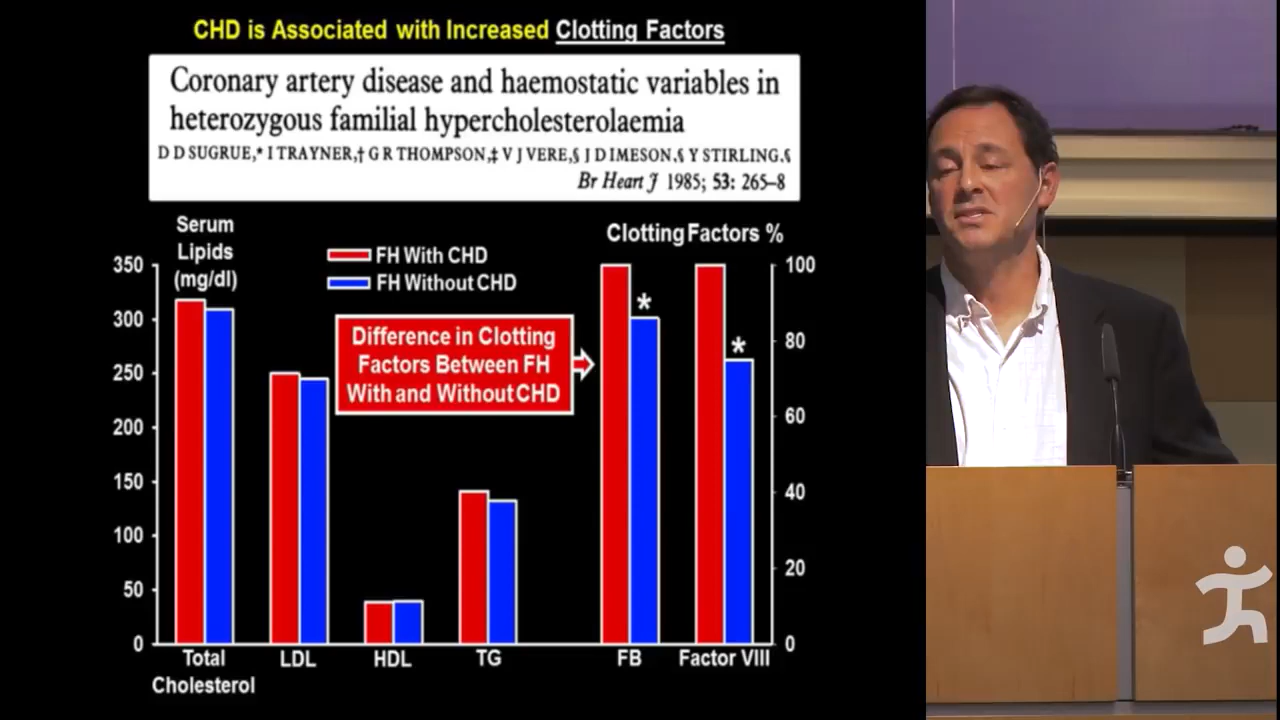 CHD is Associated with Increased Clotting Factors
Coronary artery disease and haemostatic variables in
heterozygous familial hypercholesterolaemia
D D SUGRUE,* I TRAYNER,† G R THOMPSON,‡ V J VERE,§ J D IMESON,§ Y STIRLING,§
Br Heart J 1985; 53: 265–8
Serum
Lipids
(mg/dl)
Clotting Factors %
FH With CHD
FH Without CHD
350
300
250
200
150
100
50
0
100
80
60
40
20
0
*
*
Difference in Clotting
Factors Between FH
With and Without CHD
Total
Cholesterol
LDL
HDL
TG
FB
Factor VIII